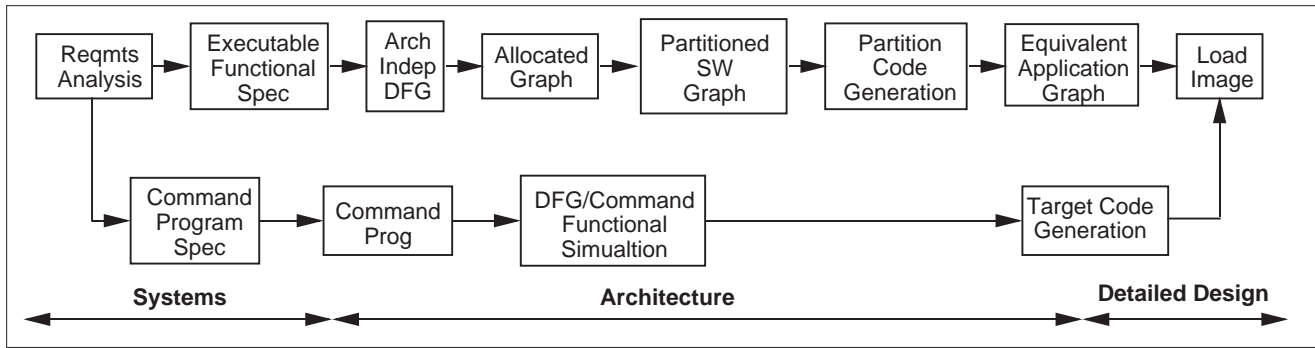 Reqmts
Analysis
Executable
Functional
Spec
Arch
Indep
DFG
Allocated
Graph
Partitioned
SW
Graph
Partition
Code
Generation
Equivalent
Application
Graph
Load
Image
Command
Program
Spec
Command
Prog
DFG/Command
Functional
Simualtion
Target Code
Generation
Systems
Architecture
Detailed Design